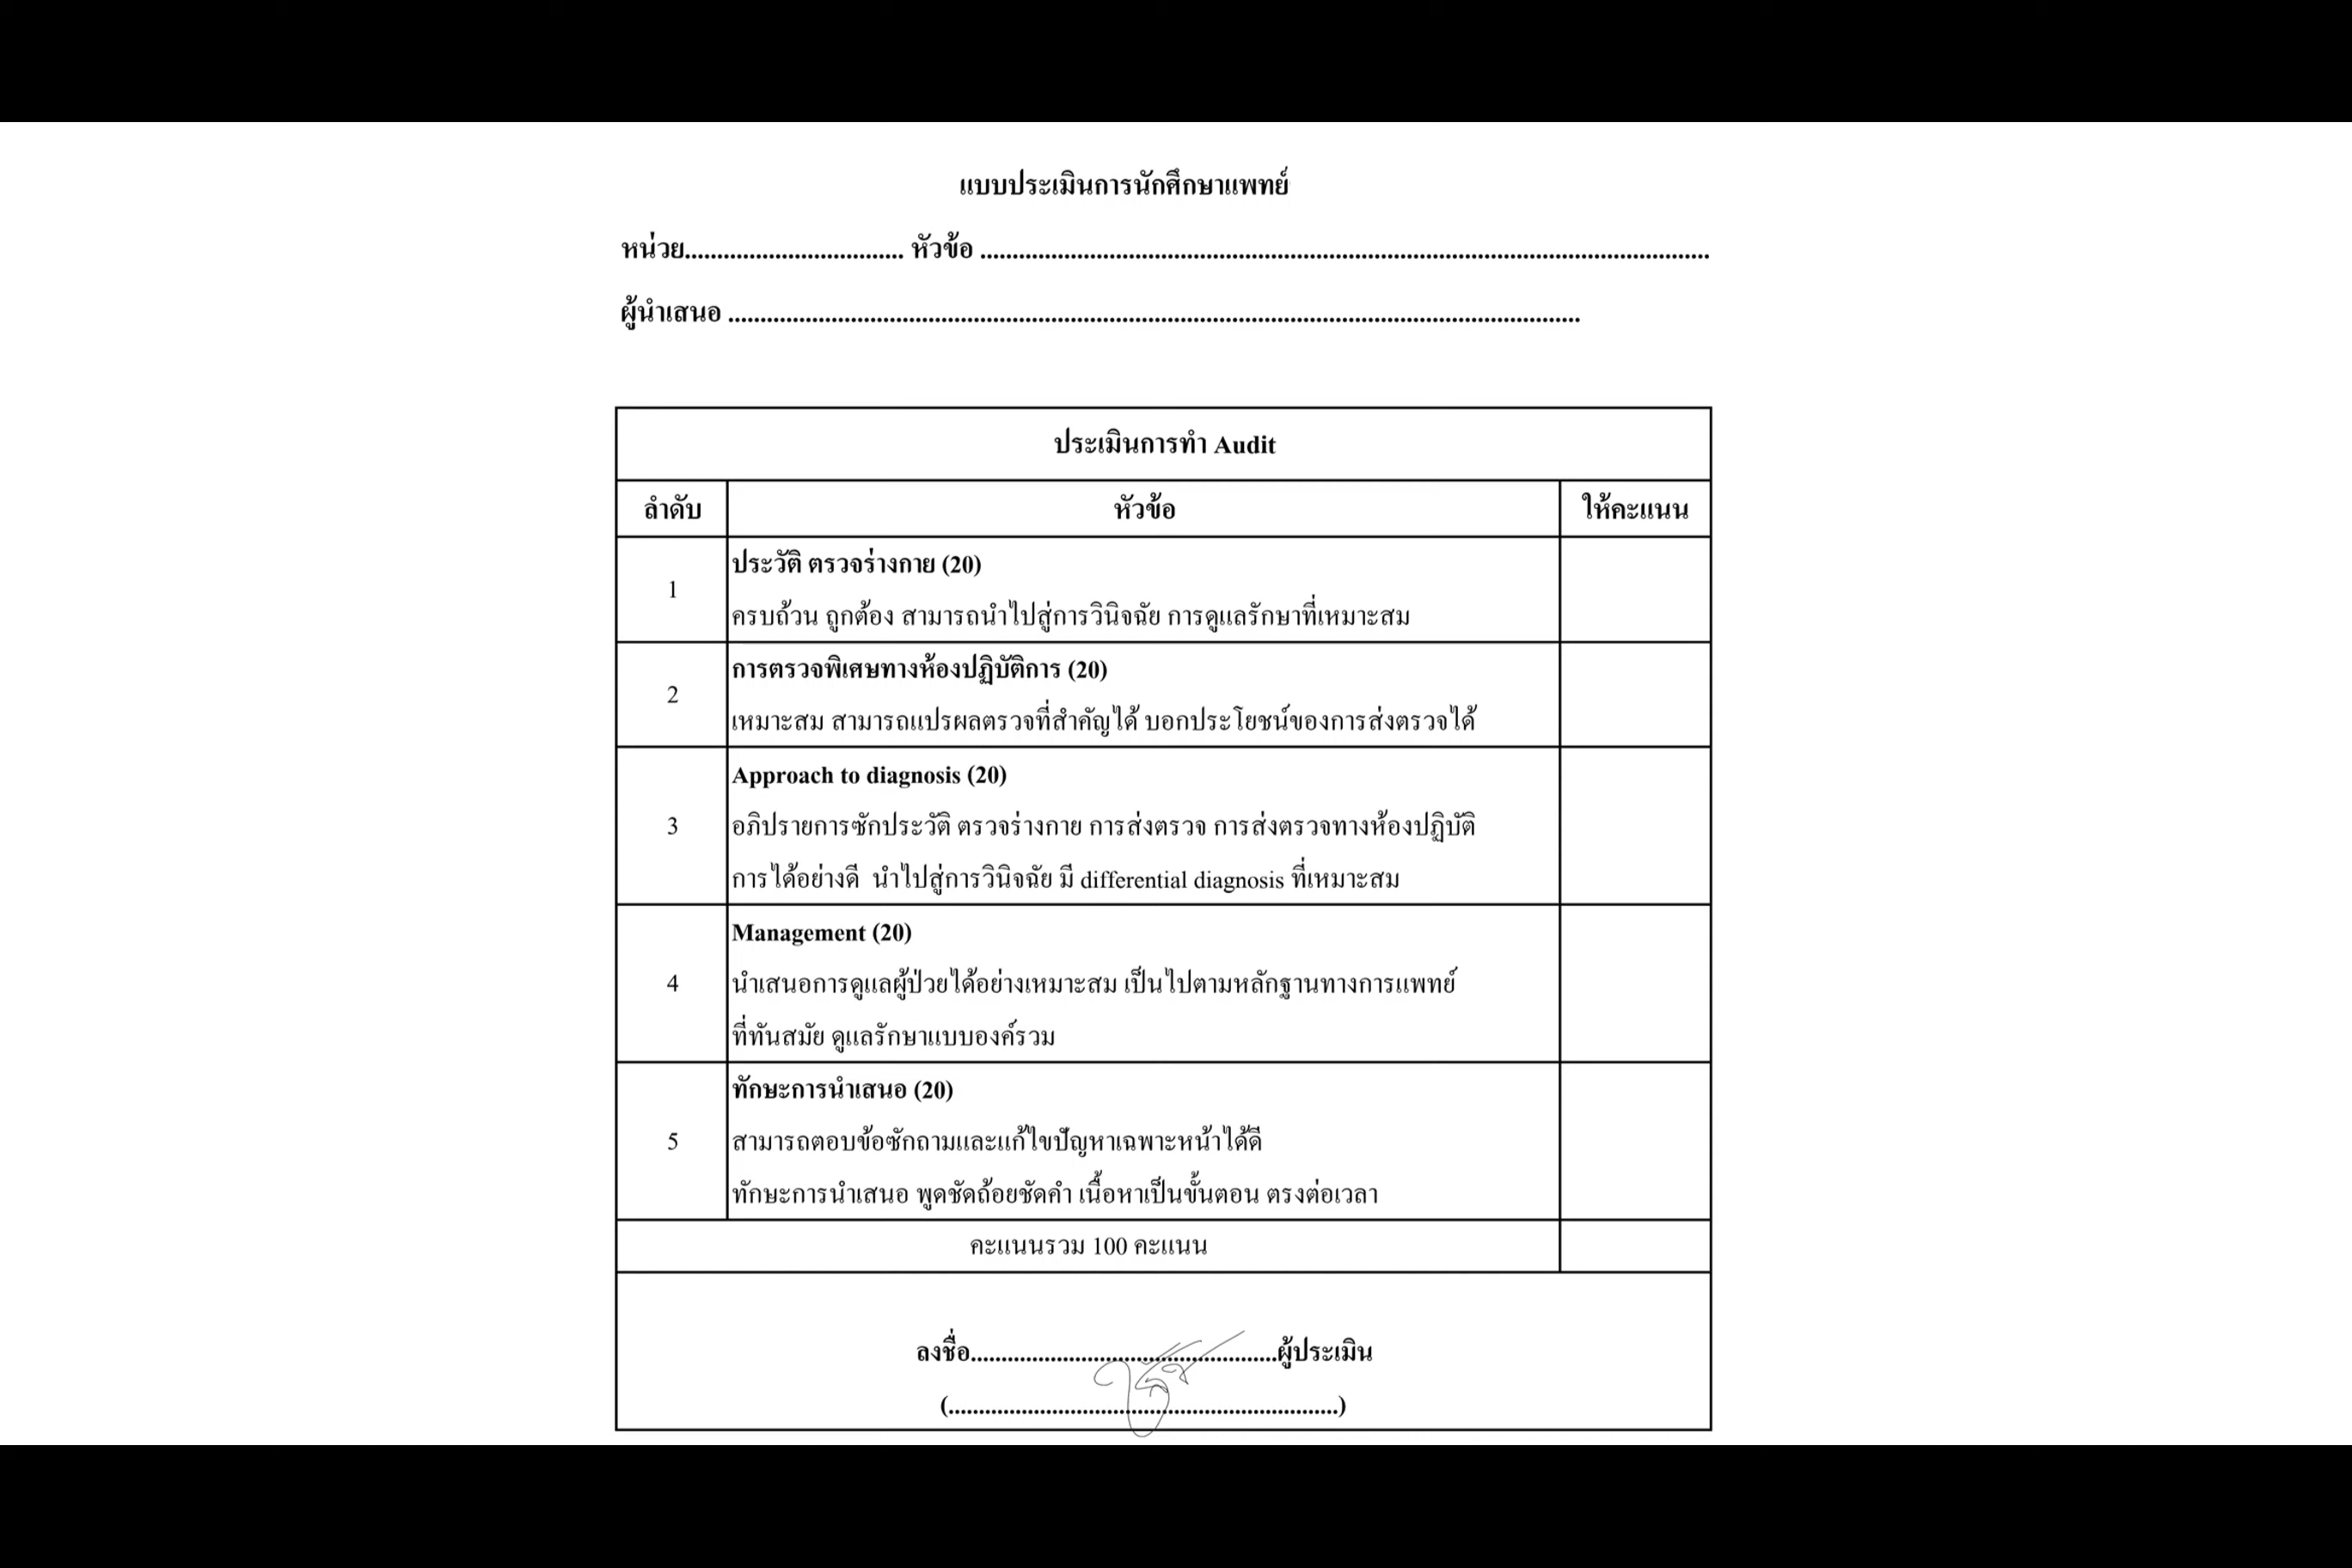 แบบประเมินการนักศึกษาแพทย์
หน่วย.................................. หัวข้อ .................................................................................................................
ผู้นำเสนอ ....................................................................................................................................
ประเมินการทำ Audit
ลำดับ หัวข้อ ให้คะแนน
1
ประวัติ ตรวจร่างกาย (20)
ครบถ้วน ถูกต้อง สามารถนำไปสู่การวินิจฉัย การดูแลรักษาที่เหมาะสม
2
การตรวจพิเศษทางห้องปฏิบัติการ (20)
เหมาะสม สามารถแปรผลตรวจที่สำคัญได้ บอกประโยชน์ของการส่งตรวจได้
3
Approach to diagnosis (20)
อภิปรายการซักประวัติ ตรวจร่างกาย การส่งตรวจ การส่งตรวจทางห้องปฏิบัติ
การได้อย่างดี นำไปสู่การวินิจฉัย มี differential diagnosis ที่เหมาะสม
4
Management (20)
นำเสนอการดูแลผู้ป่วยได้อย่างเหมาะสม เป็นไปตามหลักฐานทางการแพทย์
ที่ทันสมัย ดูแลรักษาแบบองค์รวม
5
ทักษะการนำเสนอ (20)
สามารถตอบข้อซักถามและแก้ไขปัญหาเฉพาะหน้าได้ดี
ทักษะการนำเสนอ พูดชัดถ้อยชัดคำ เนื้อหาเป็นขั้นตอน ตรงต่อเวลา
คะแนนรวม 100 คะแนน
ลงชื่อ..................................................ผู้ประเมิน
(................................................................)